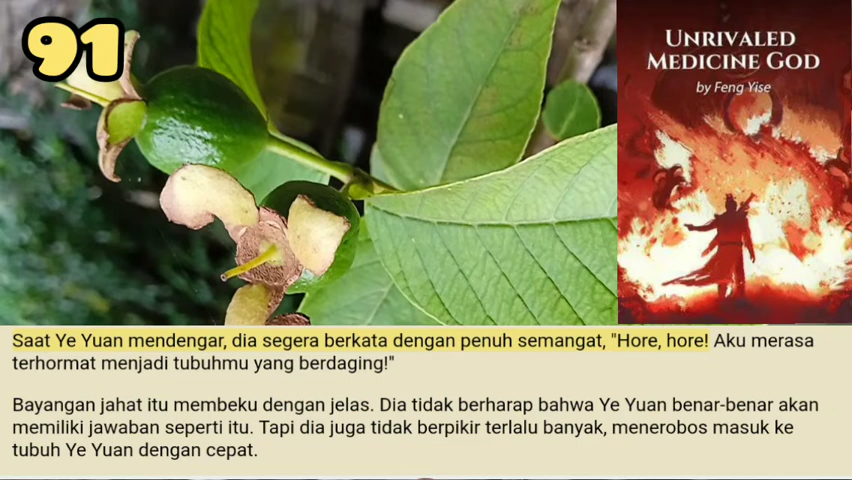 91
UNRIVALED
MEDICINE GOD
by Feng Yise
Saat Ye Yuan mendengar, dia segera berkata dengan penuh semangat, "Hore, hore! Aku merasa
terhormat menjadi tubuhmu yang berdaging!"
Bayangan jahat itu membeku dengan jelas. Dia tidak berharap bahwa Ye Yuan benar-benar akan
memiliki jawaban seperti itu. Tapi dia juga tidak berpikir terlalu banyak, menerobos masuk ke
tubuh Ye Yuan dengan cepat.